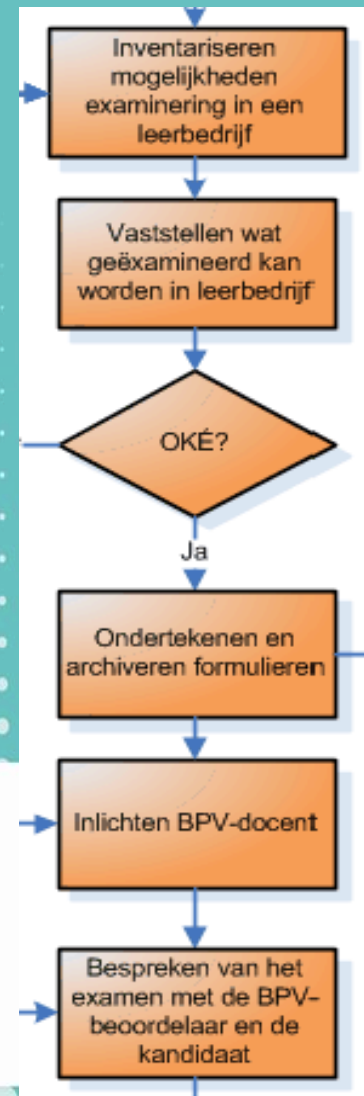 Inventariseren
mogelijkheden
examinering in een
leerbedrijf
Vaststellen wat
geëxamineerd kan
worden in leerbedrijf
OKÉ?
Ja
Ondertekenen en
archiveren formulieren
Inlichten BPV-docent
Bespreken van het
examen met de BPV-
beoordelaar en de
kandidaat